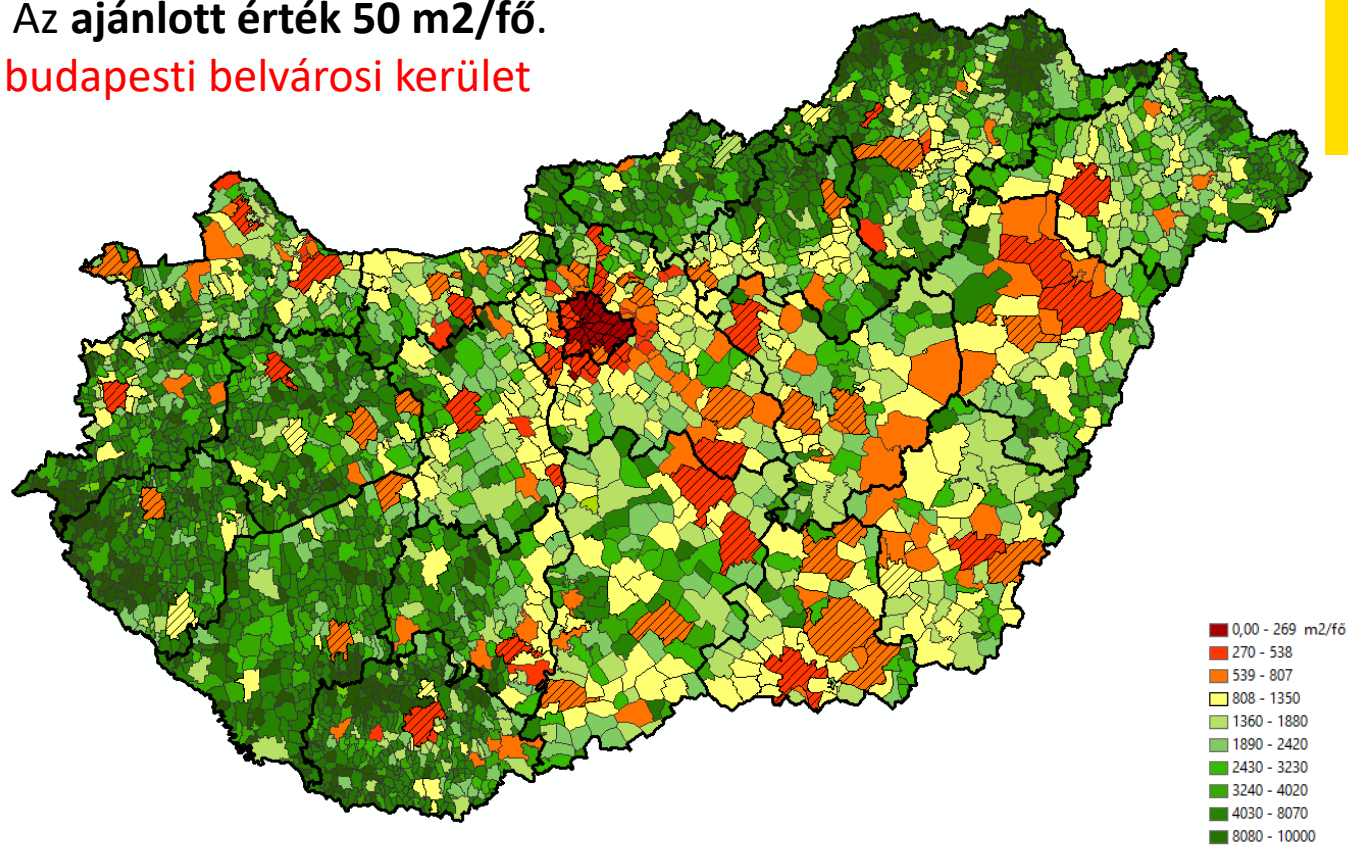 Az ajánlott érték 50 m2/fő.
budapesti belvárosi kerület
0,00 - 269 m2/fő
270 - 538
539 - 807
808 - 1350
1360 - 1880
1890 - 2420
2430 - 3230
3240 - 4020
4030 - 8070
8080 - 10000